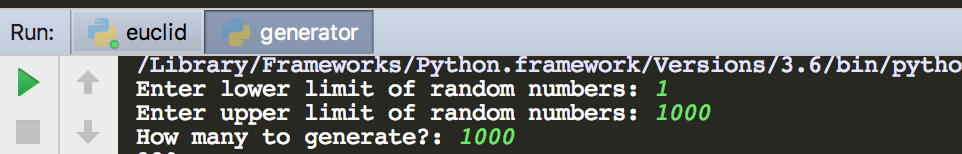 Run: euclid generator
/Library/Frameworks/Python.framework/Versions/3.6/bin/pytho
Enter lower limit of random numbers: 1
Enter upper limit of random numbers: 1000
How many to generate?: 1000